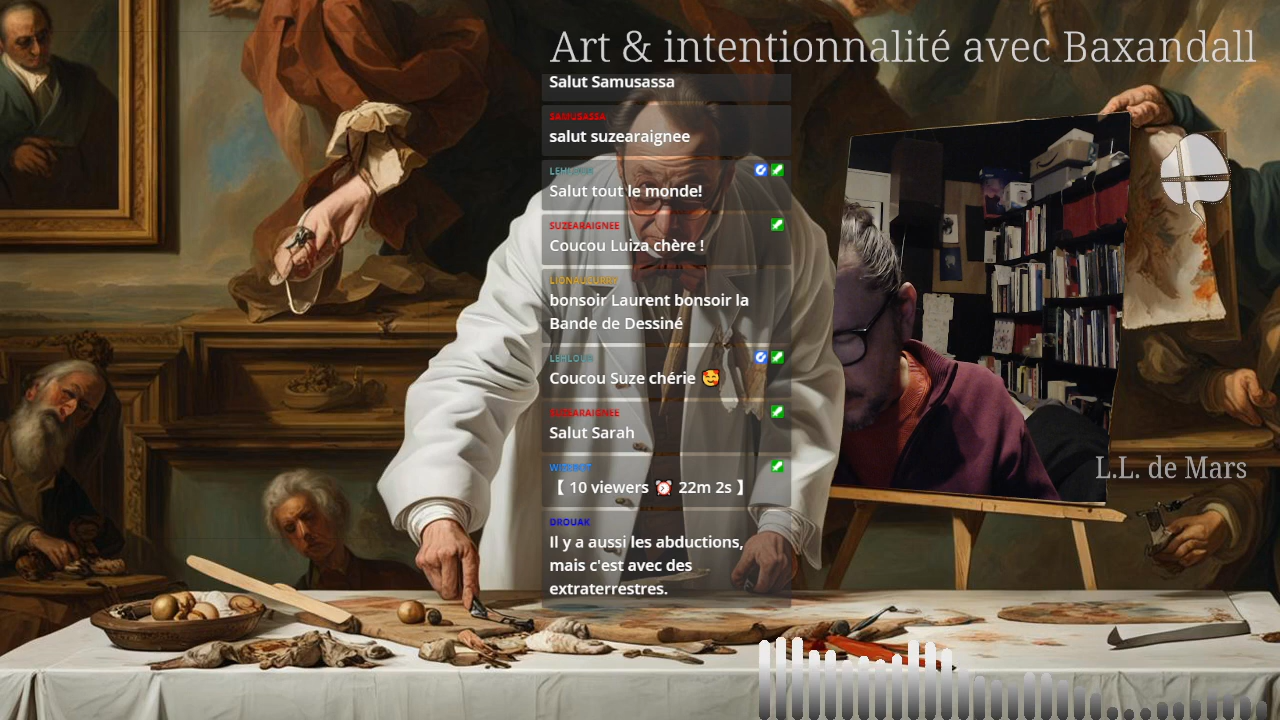 Art & intentionnalité avec Baxandall
Salut Samusassa
SAMUSASSA
salut suzearaignee
Salut tout le monde!
SUZEARAIGNEE
Coucou Luiza chère !
bonsoir Laurent bonsoir la
Bande de Dessiné
Coucou Suze chérie 🥰
SUZEARAIGNEE
Salut Sarah
WIZEBOT
【 10 viewers ⏰ 22m 2s 】
DROUAK
Il y a aussi les abductions,
mais c'est avec des
extraterrestres.
L.L. de Mars